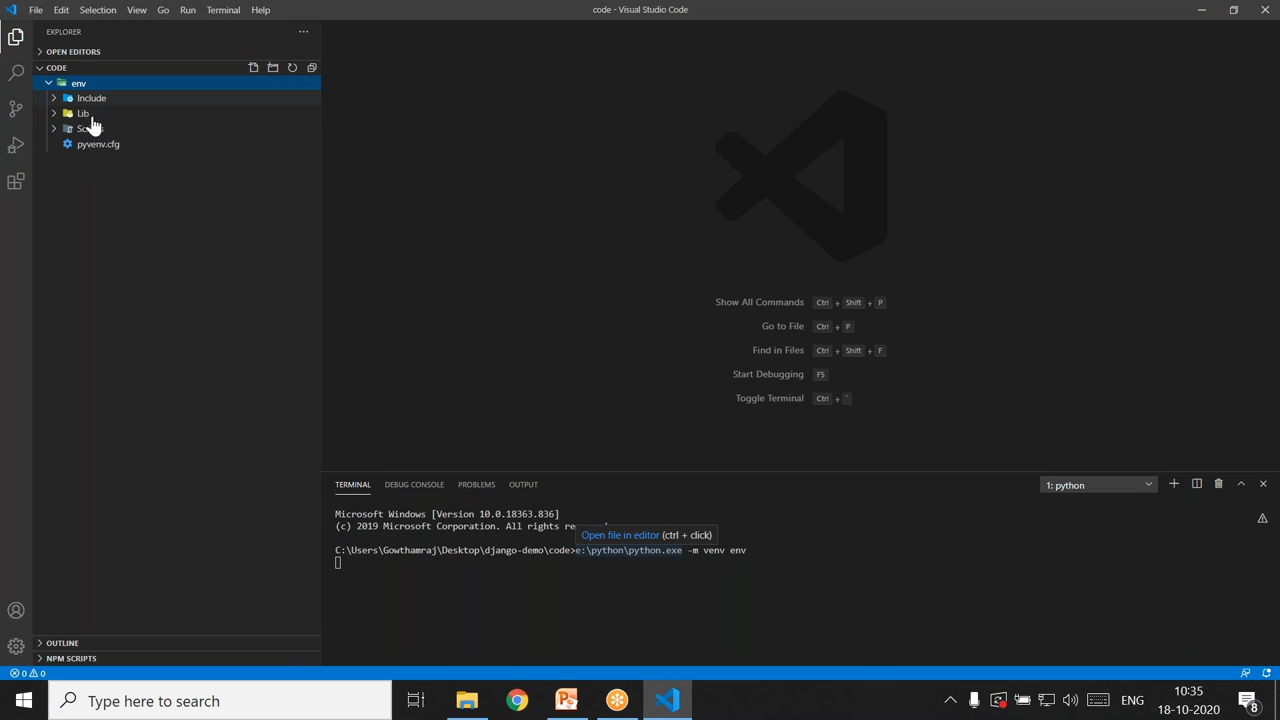 File Edit Selection View Go Run Terminal Help
code - Visual Studio Code
EXPLORER
OPEN EDITORS
CODE
env
Include
Lib
pyvenv.cfg
OUTLINE
NPM SCRIPTS
Show All Commands Ctrl + Shift + P
Go to File Ctrl + P
Find in Files Ctrl + Shift + F
Start Debugging F5
Toggle Terminal Ctrl + `
TERMINAL DEBUG CONSOLE PROBLEMS OUTPUT
1: python
Microsoft Windows [Version 10.0.18363.836]
(c) 2019 Microsoft Corporation. All rights
Open file in editor (ctrl + click)
C:\Users\Gowthamraj\Desktop\django-demo\code>e:\python\python.exe -m venv env
0 0
Type here to search
ENG
10:35
18-10-2020
8